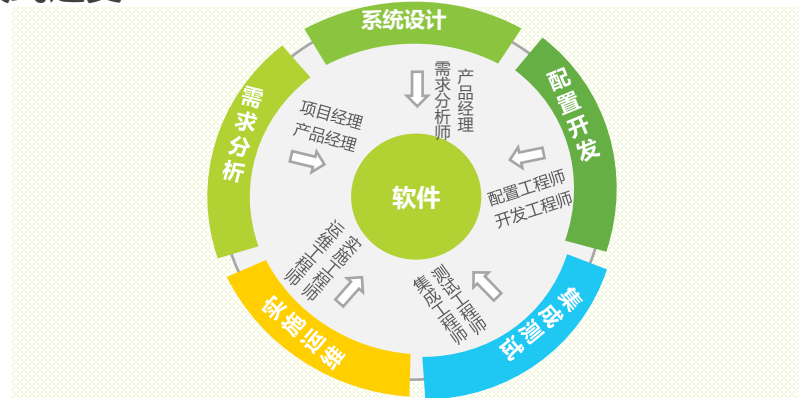 系统设计
需求分析
配置开发
产品经理
需求分析师
项目经理
产品经理
软件
配置工程师
开发工程师
实施工程师
运维工程师
测试工程师
集成工程师
实施运维
集成测试